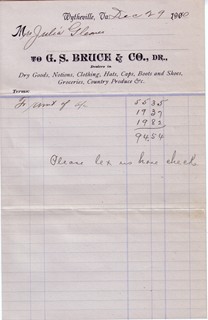 Wytheville, Va. Dec 29 1900
Mrs Julia Gleaves
TO G. S. BRUCE & CO., DR.,
Dealers in
Dry Goods, Notions, Clothing, Hats, Caps, Boots and Shoes,
Groceries, Country Produce &c.
Terms
To Amt of a/c 55 35
19 37
19 82
94 54
Please let us have check